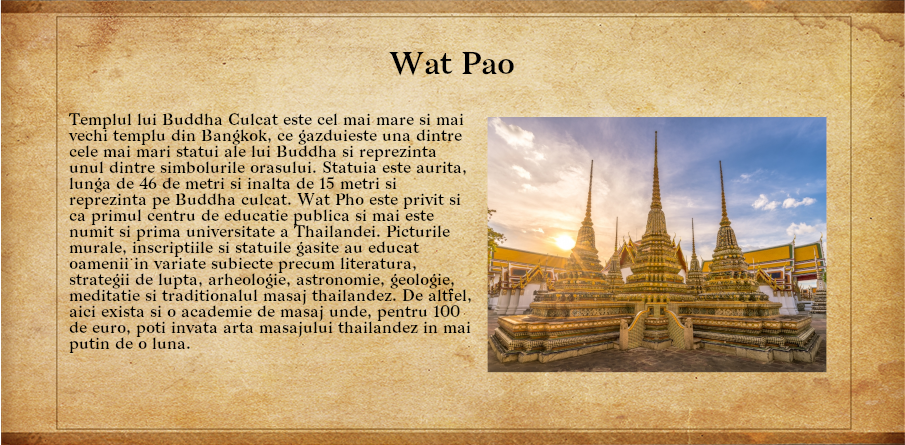 Wat Pao
Templul lui Buddha Culcat este cel mai mare si mai
vechi templu din Bangkok, ce gazduieste una dintre
cele mai mari statui ale lui Buddha si reprezinta
unul dintre simbolurile orasului. Statuia este aurita,
lunga de 46 de metri si inalta de 15 metri si
reprezinta pe Buddha culcat. Wat Pho este privit si
ca primul centru de educatie publica si mai este
numit si prima universitate a Thailandei. Picturile
murale, inscriptiile si statuile gasite au educat
oamenii in variate subiecte precum literatura,
strategii de lupta, arheologie, astronomie, geologie,
meditatie si traditionalul masaj thailandez. De altfel,
aici exista si o academie de masaj unde, pentru 100
de euro, poti invata arta masajului thailandez in mai
putin de o luna.